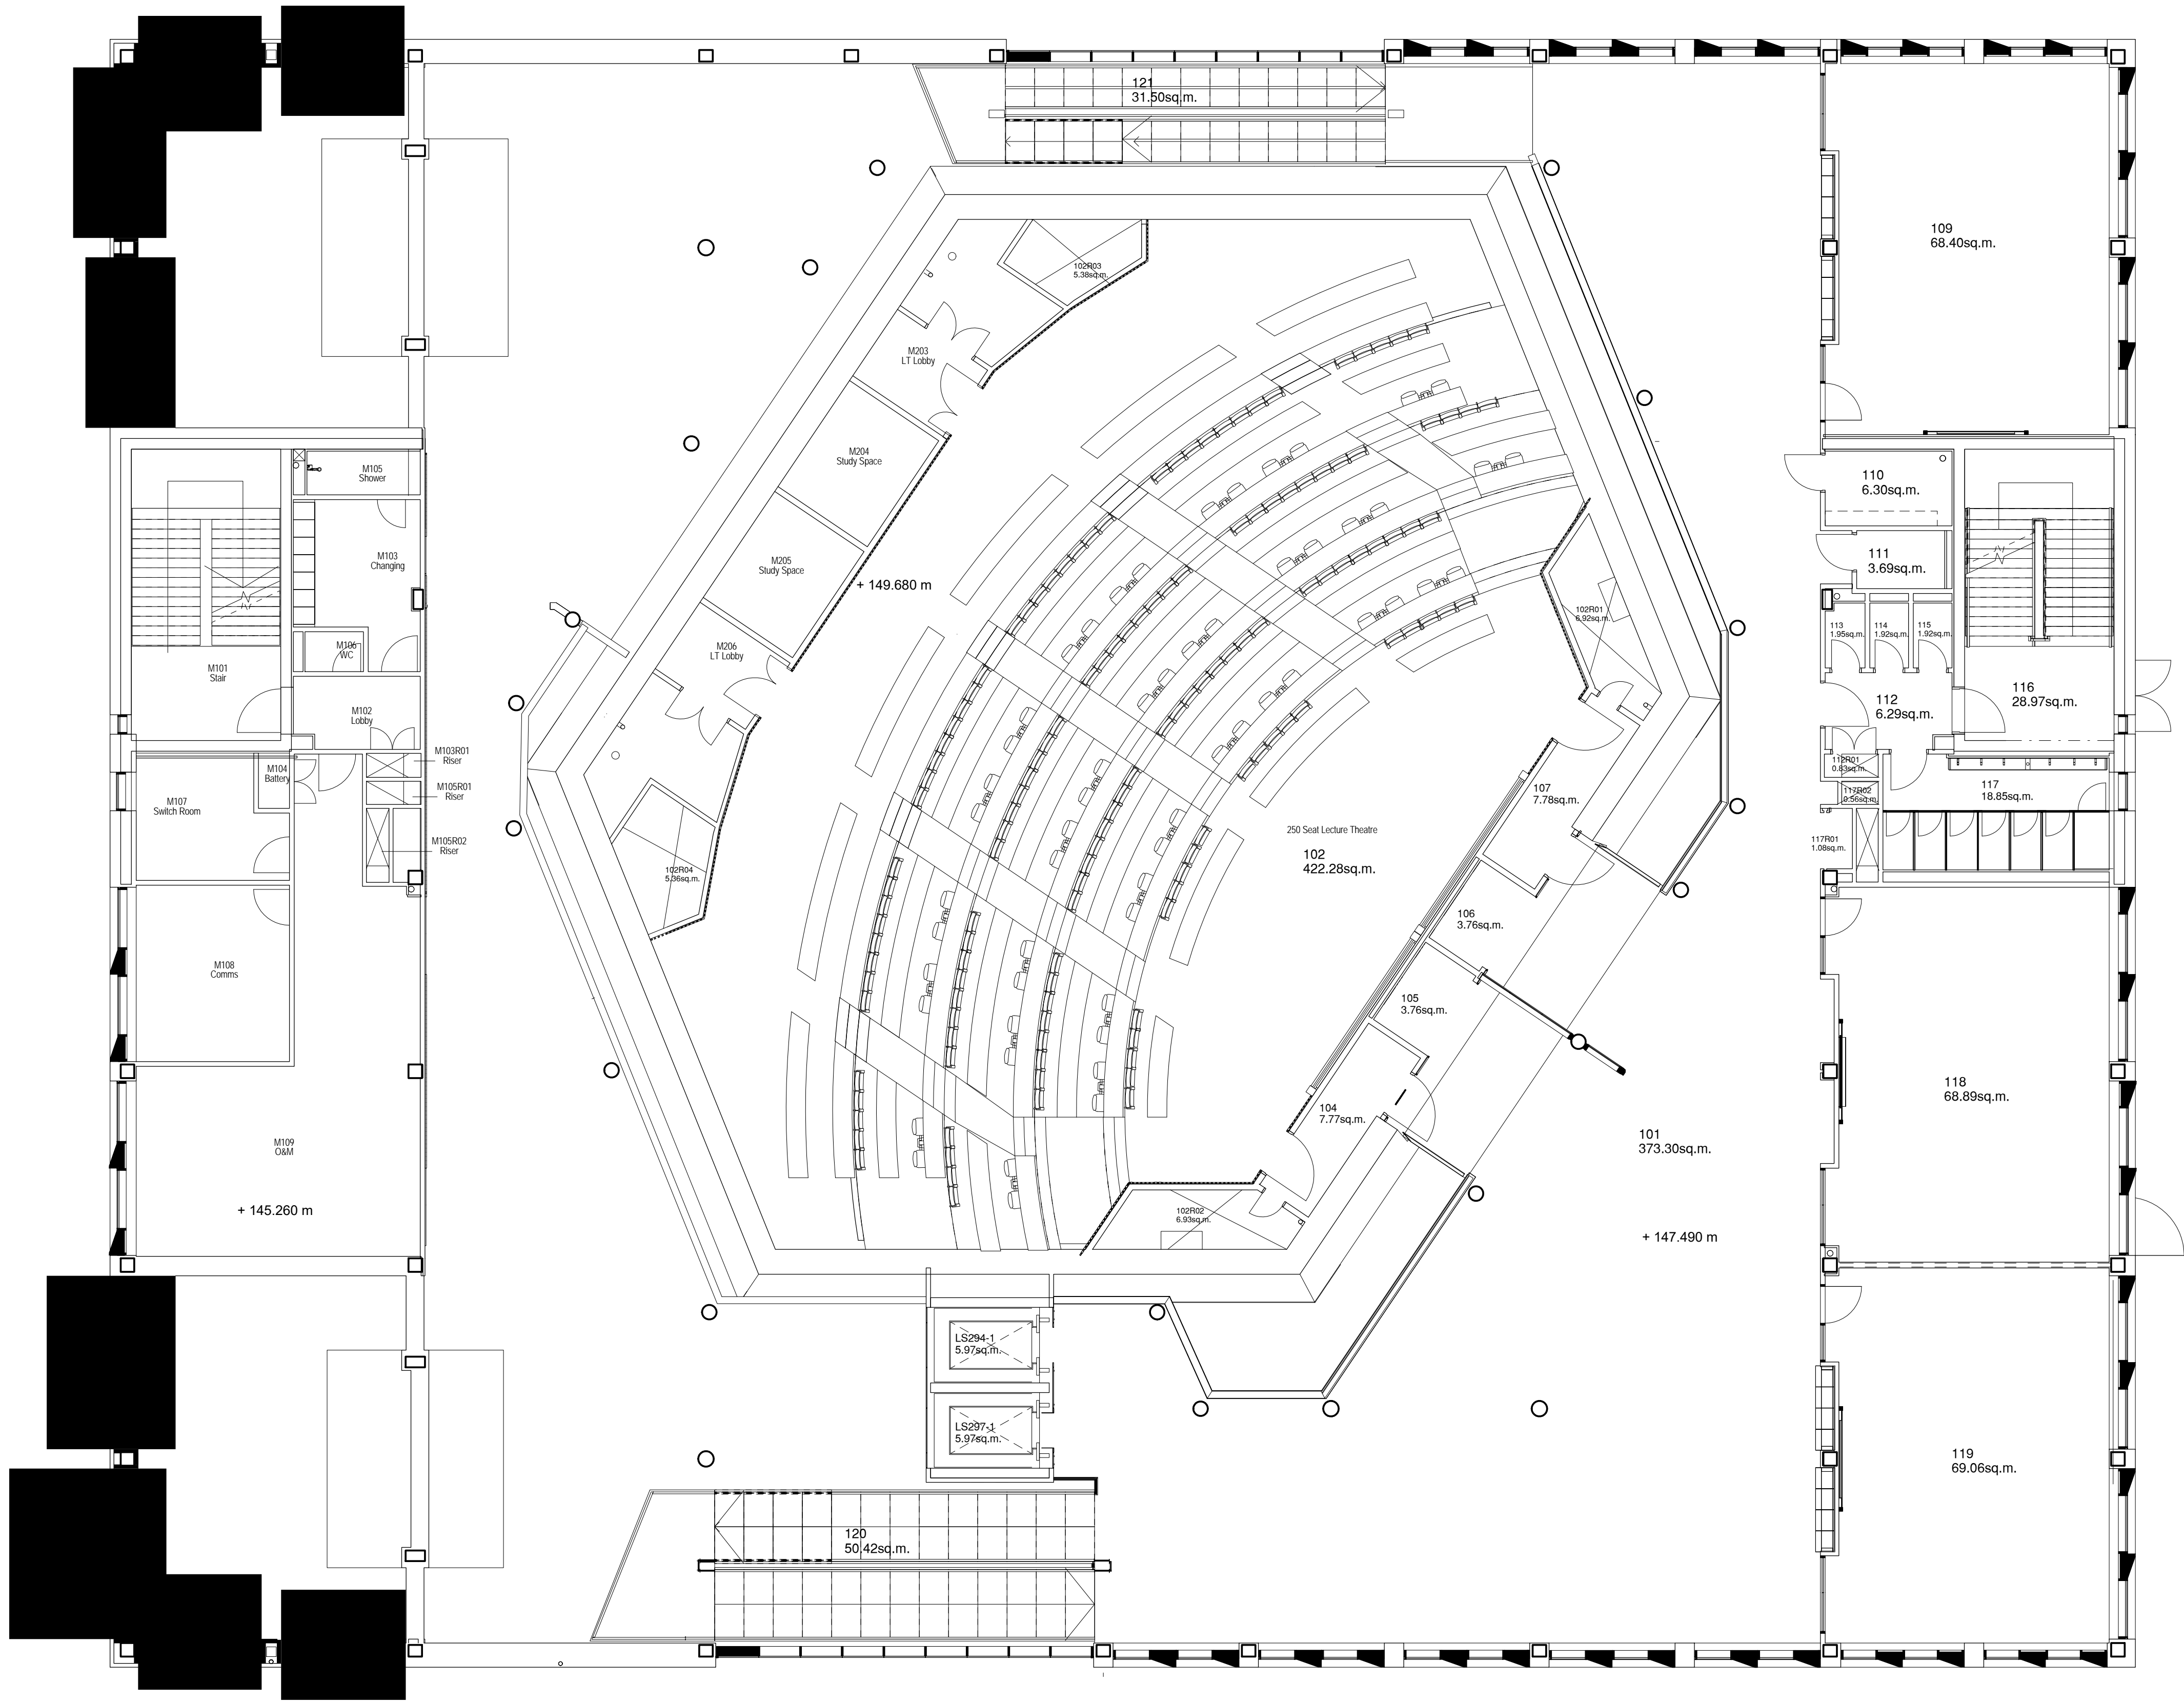 121
31.50sq.m.
109
68.40sq.m.
102R03
5.38sq.m.
M203
LT Lobby
M204
Study Space
M205
Study Space
+ 149.680 m
M206
LT Lobby
M105
Shower
M103
Changing
M106
WC
M101
Stair
M102
Lobby
M103R01
Riser
M104
Battery
M105R01
Riser
M107
Switch Room
M105R02
Riser
M108
Comms
M109
O&M
+ 145.260 m
102R04
5.36sq.m.
102R01
6.92sq.m.
250 Seat Lecture Theatre
102
422.28sq.m.
107
7.78sq.m.
106
3.76sq.m.
105
3.76sq.m.
104
7.77sq.m.
102R02
6.93sq.m.
101
373.30sq.m.
+ 147.490 m
110
6.30sq.m.
111
3.69sq.m.
113
1.95sq.m.
114
1.92sq.m.
115
1.92sq.m.
112
6.29sq.m.
116
28.97sq.m.
112R01
0.83sq.m.
117R02
0.56sq.m.
117
18.85sq.m.
117R01
1.08sq.m.
118
68.89sq.m.
119
69.06sq.m.
LS294-1
5.97sq.m.
LS297-1
5.97sq.m.
120
50.42sq.m.